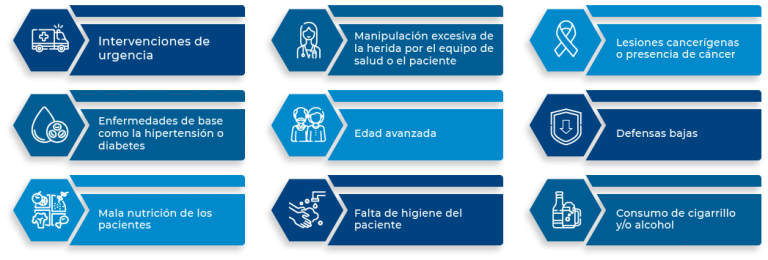 Intervenciones de
urgencia
Manipulación excesiva de
la herida por el equipo de
salud o el paciente
Lesiones cancerígenas
o presencia de cáncer
Enfermedades de base
como la hipertensión o
diabetes
Edad avanzada
Defensas bajas
Mala nutrición de los
pacientes
Falta de higiene del
paciente
Consumo de cigarrillo
y/o alcohol